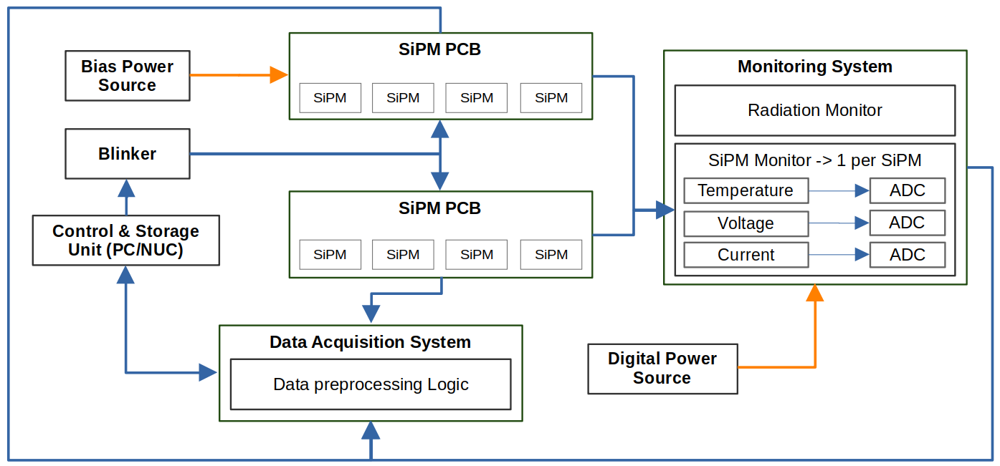 SiPM PCB
SiPM SiPM SiPM SiPM
Bias Power
Source
Blinker
Control & Storage
Unit (PC/NUC)
SiPM PCB
SiPM SiPM SiPM SiPM
Data Acquisition System
Data preprocessing Logic
Monitoring System
Radiation Monitor
SiPM Monitor -> 1 per SiPM
Temperature ADC
Voltage ADC
Current ADC
Digital Power
Source